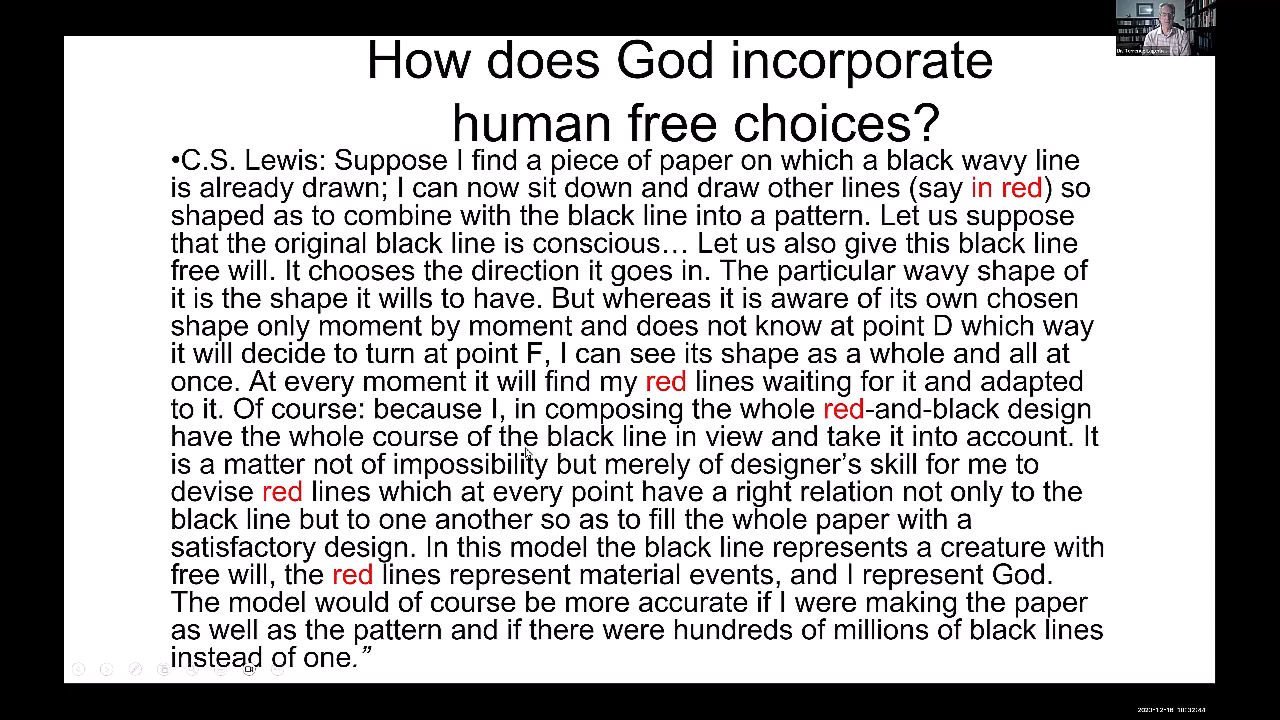 How does God incorporate
human free choices?
•C.S. Lewis: Suppose I find a piece of paper on which a black wavy line
is already drawn; I can now sit down and draw other lines (say in red) so
shaped as to combine with the black line into a pattern. Let us suppose
that the original black line is conscious… Let us also give this black line
free will. It chooses the direction it goes in. The particular wavy shape of
it is the shape it wills to have. But whereas it is aware of its own chosen
shape only moment by moment and does not know at point D which way
it will decide to turn at point F, I can see its shape as a whole and all at
once. At every moment it will find my red lines waiting for it and adapted
to it. Of course: because I, in composing the whole red-and-black design
have the whole course of the black line in view and take it into account. It
is a matter not of impossibility but merely of designer’s skill for me to
devise red lines which at every point have a right relation not only to the
black line but to one another so as to fill the whole paper with a
satisfactory design. In this model the black line represents a creature with
free will, the red lines represent material events, and I represent God.
The model would of course be more accurate if I were making the paper
as well as the pattern and if there were hundreds of millions of black lines
instead of one.”
Dr.
2023-12-16 10:32:44